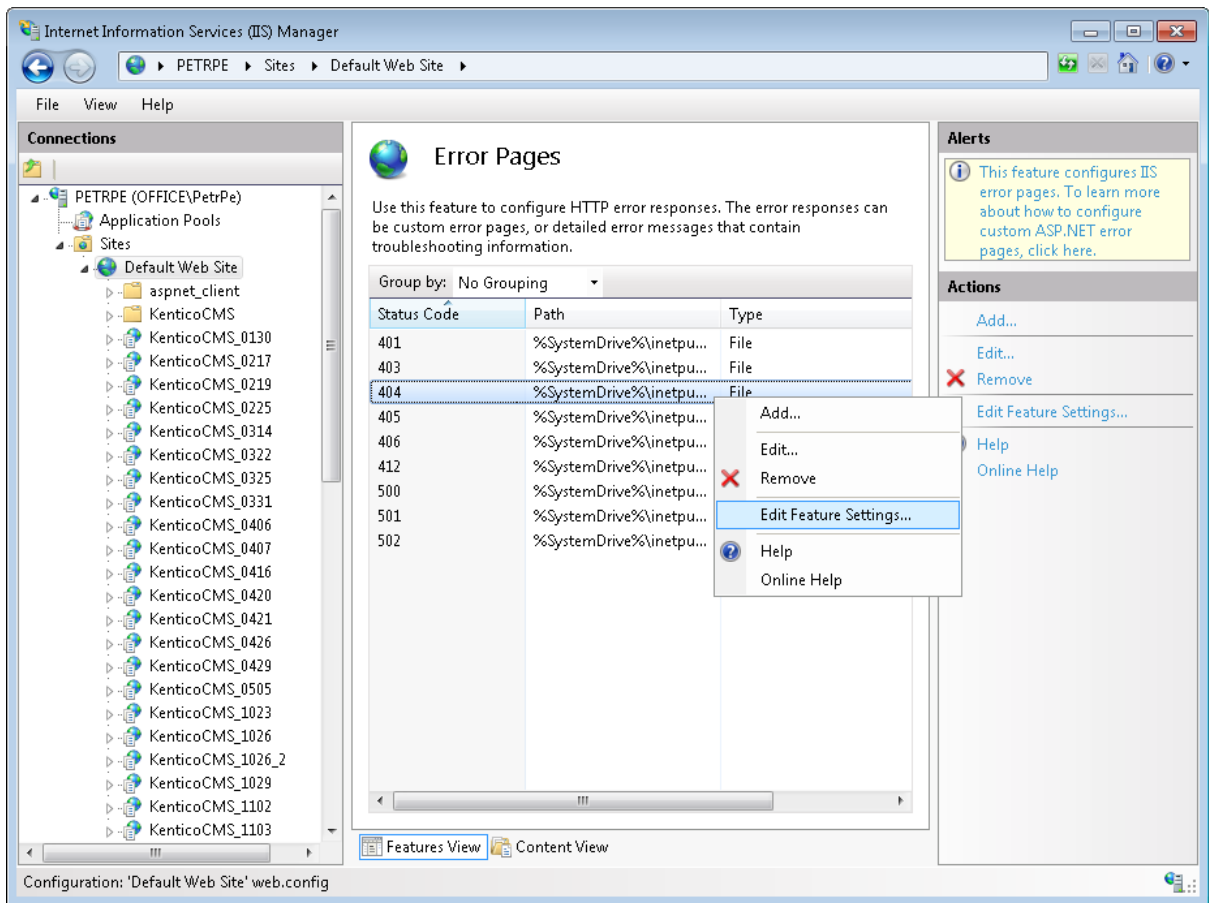 Internet Information Services (IIS) Manager
PETRPE Sites Default Web Site
File View Help
Connections
PETRPE (OFFICE\PetrPe)
Application Pools
Sites
Default Web Site
aspnet_client
KenticoCMS
KenticoCMS_0130
KenticoCMS_0217
KenticoCMS_0219
KenticoCMS_0225
KenticoCMS_0314
KenticoCMS_0322
KenticoCMS_0325
KenticoCMS_0331
KenticoCMS_0406
KenticoCMS_0407
KenticoCMS_0416
KenticoCMS_0420
KenticoCMS_0421
KenticoCMS_0426
KenticoCMS_0429
KenticoCMS_0505
KenticoCMS_1023
KenticoCMS_1026
KenticoCMS_1026_2
KenticoCMS_1029
KenticoCMS_1102
KenticoCMS_1103
Error Pages
Use this feature to configure HTTP error responses. The error responses can
be custom error pages, or detailed error messages that contain
troubleshooting information.
Group by: No Grouping
Status Code Path Type
401 %SystemDrive%\inetpu... File
403 %SystemDrive%\inetpu... File
404 %SystemDrive%\inetpu... File
405 %SystemDrive%\inetpu...
406 %SystemDrive%\inetpu...
412 %SystemDrive%\inetpu...
500 %SystemDrive%\inetpu...
501 %SystemDrive%\inetpu...
502 %SystemDrive%\inetpu...
Add...
Edit...
Remove
Edit Feature Settings...
Help
Online Help
Features View Content View
Alerts
This feature configures IIS
error pages. To learn more
about how to configure
custom ASP.NET error
pages, click here.
Actions
Add...
Edit...
Remove
Edit Feature Settings...
Help
Online Help
Configuration: 'Default Web Site' web.config